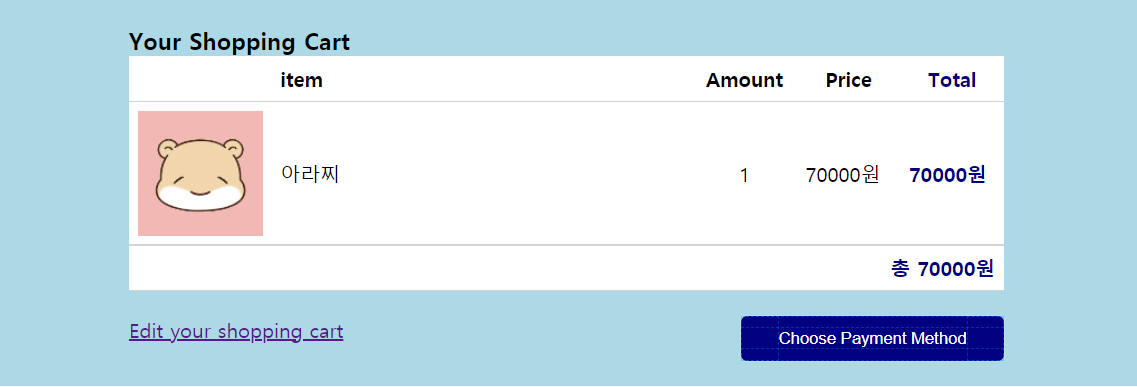 Your Shopping Cart
item Amount Price Total
아라찌 1 70000원 70000원
총 70000원
Edit your shopping cart Choose Payment Method